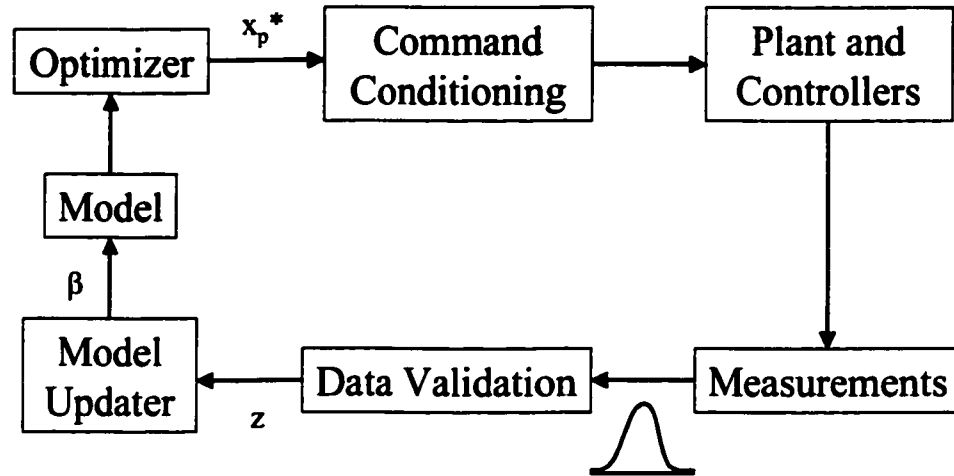 x_p*
Optimizer
Command
Conditioning
Plant and
Controllers
Model
β
Model
Updater
z
Data Validation
Measurements